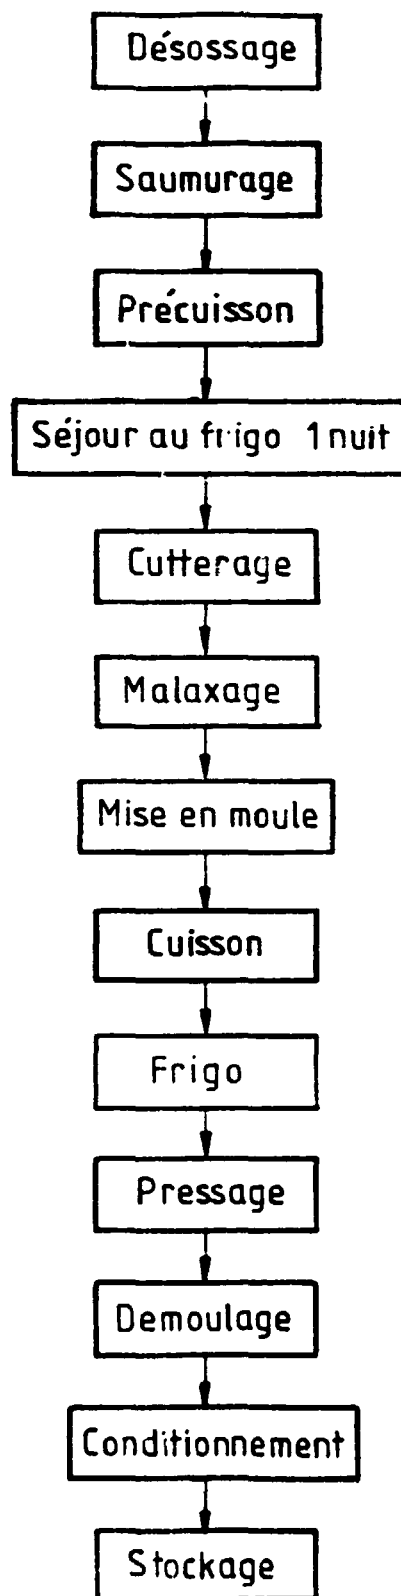 Désossage
Saumurage
Précuisson
Séjour au frigo 1 nuit
Cutterage
Malaxage
Mise en moule
Cuisson
Frigo
Pressage
Demoulage
Conditionnement
Stockage